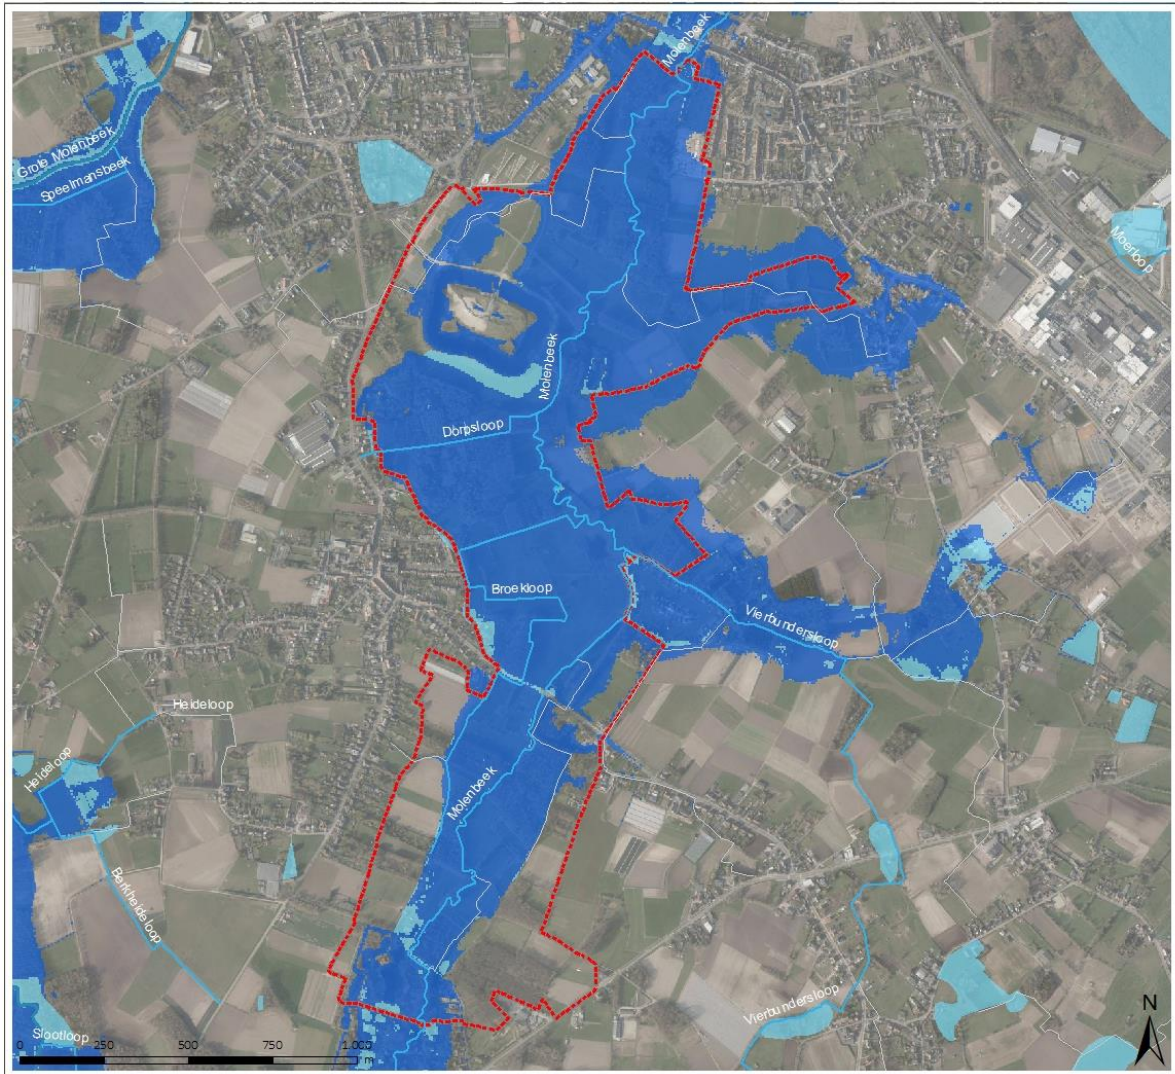 Molenbeek
Grote Molenbeek
Speelmansbeek
Moerloop
Molenbeek
Dorpsloop
Broekloop
Vierbundersloop
Heideloop
Heideloop
Molenbeek
Berkheideloop
Vierbundersloop
N
Slootloop
0 250 500 750 1.000
m